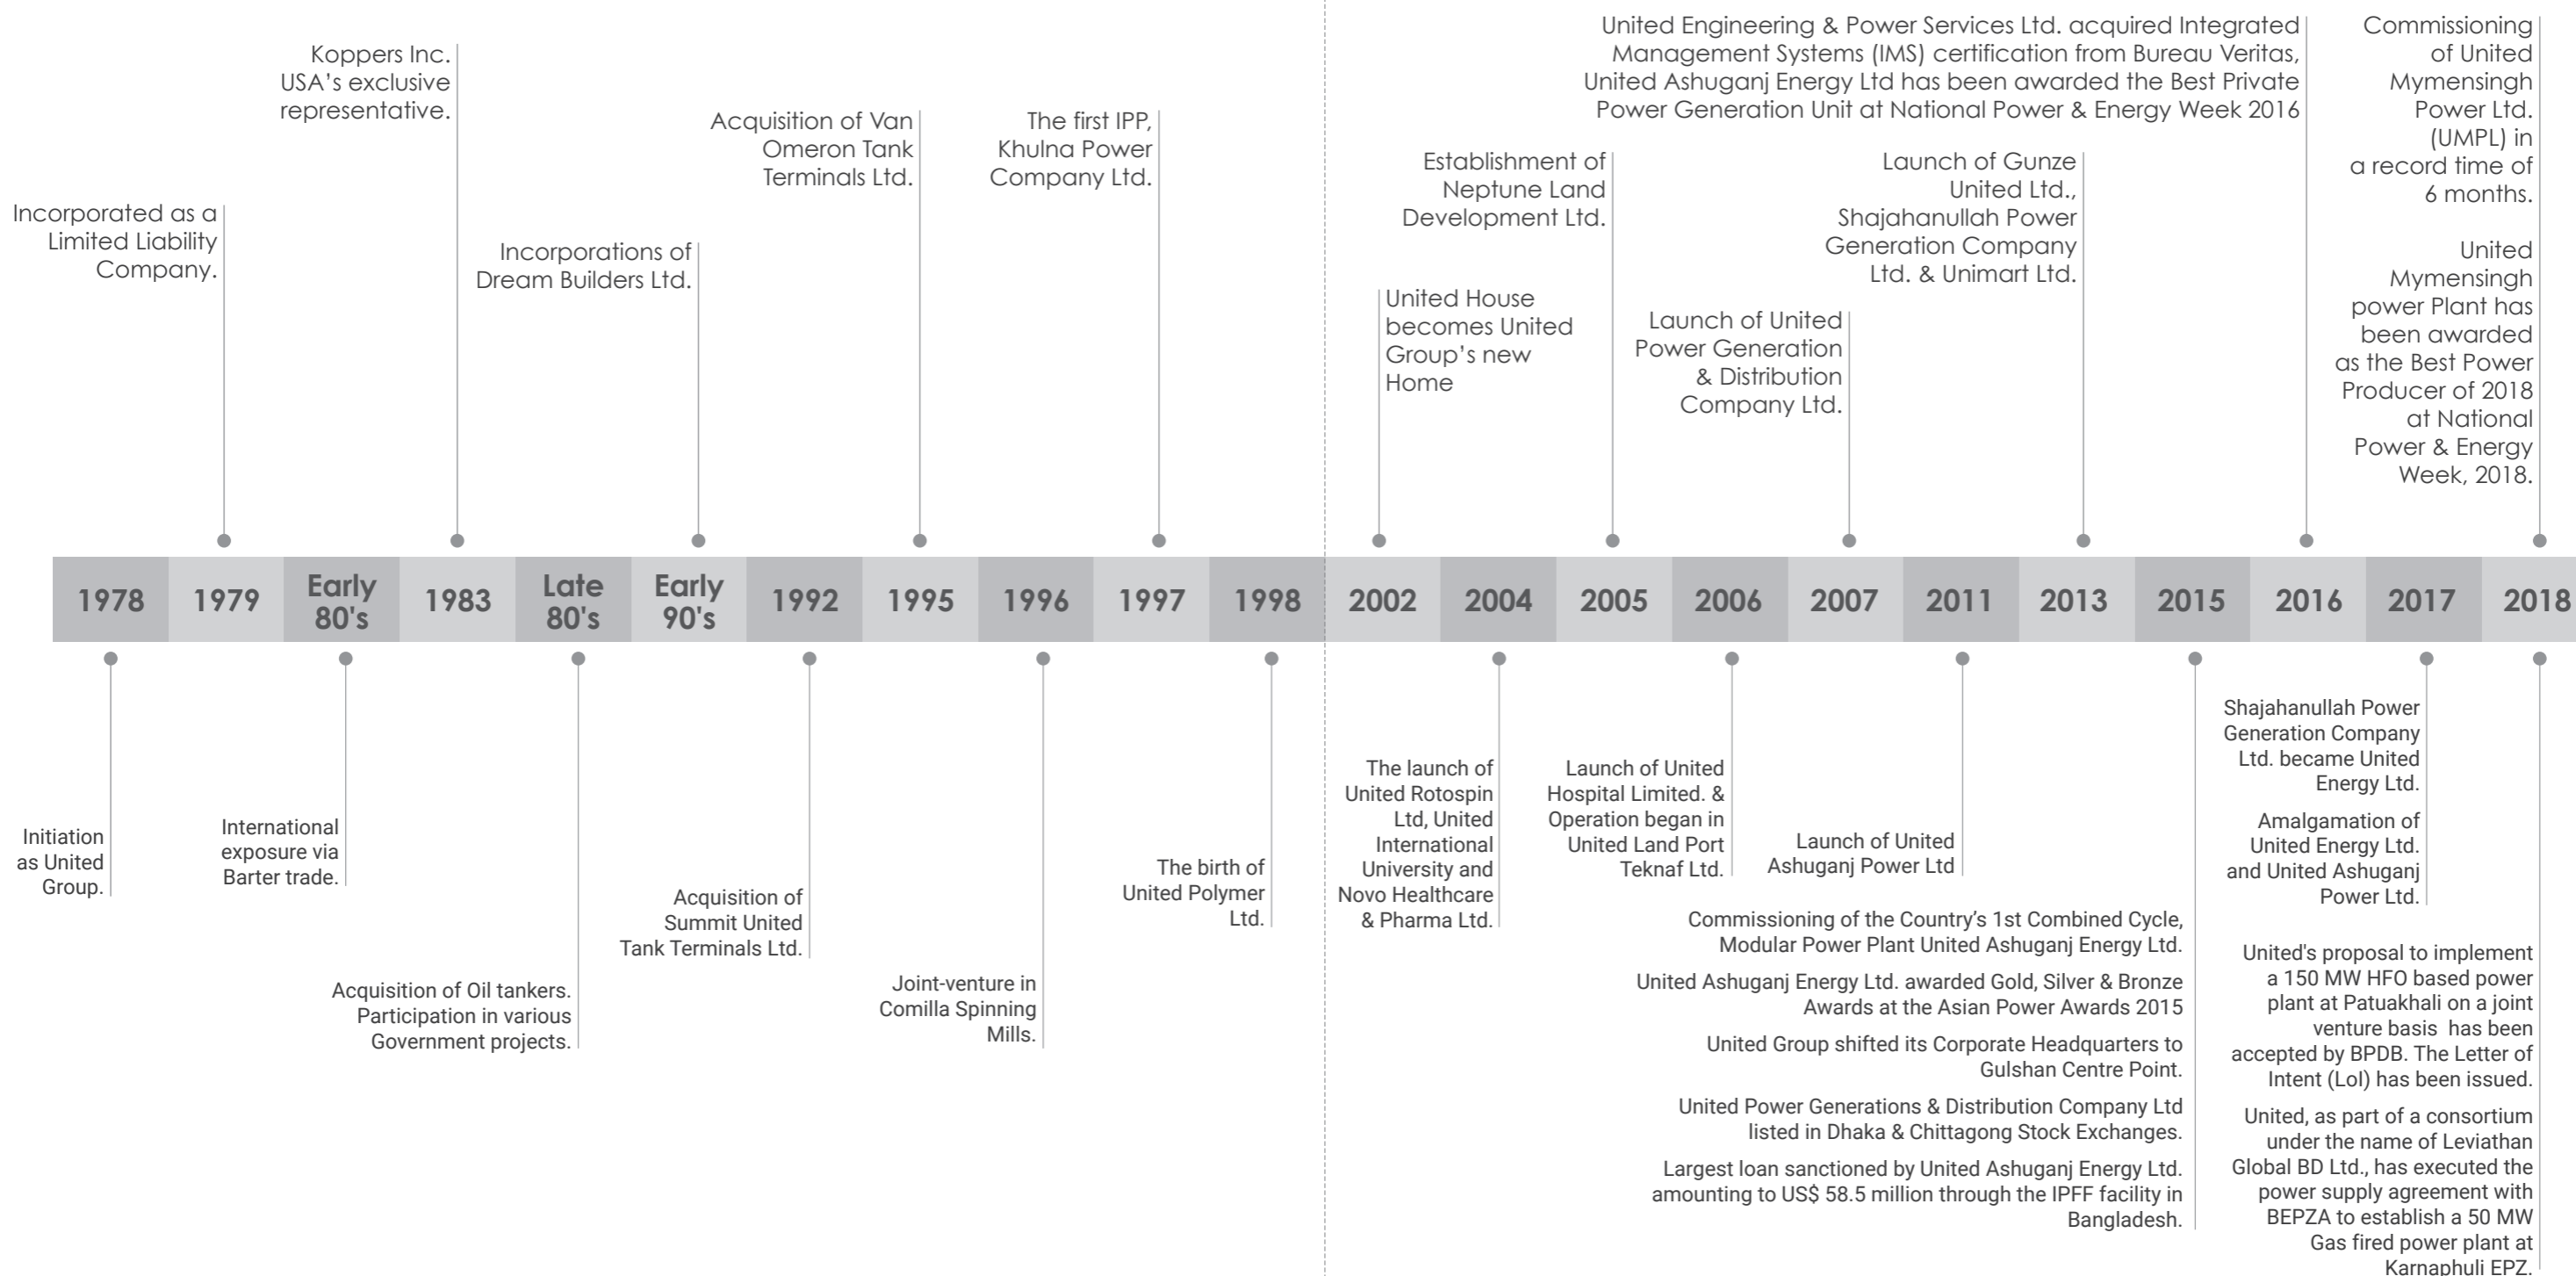 Koppers Inc.
USA's exclusive
representative.
Incorporated as a
Limited Liability
Company.
Incorporations of
Dream Builders Ltd.
Acquisition of Van
Omeron Tank
Terminals Ltd.
The first IPP,
Khulna Power
Company Ltd.
United House
becomes United
Group's new
Home
Establishment of
Neptune Land
Development Ltd.
Launch of United
Power Generation
& Distribution
Company Ltd.
Launch of Gunze
United Ltd.,
Shajahanullah Power
Generation Company
Ltd. & Unimart Ltd.
United Engineering & Power Services Ltd. acquired Integrated
Management Systems (IMS) certification from Bureau Veritas,
United Ashuganj Energy Ltd has been awarded the Best Private
Power Generation Unit at National Power & Energy Week 2016
Commissioning
of United
Mymensingh
Power Ltd.
(UMPL) in
a record time of
6 months.
United
Mymensingh
power Plant has
been awarded
as the Best Power
Producer of 2018
at National
Power & Energy
Week, 2018.
1978
1979
Early
80's
1983
Late
80's
Early
90's
1992
1995
1996
1997
1998
2002
2004
2005
2006
2007
2011
2013
2015
2016
2017
2018
Initiation
as United
Group.
International
exposure via
Barter trade.
Acquisition of Oil tankers.
Participation in various
Government projects.
Acquisition of
Summit United
Tank Terminals Ltd.
Joint-venture in
Comilla Spinning
Mills.
The birth of
United Polymer
Ltd.
The launch of
United Rotospin
Ltd, United
International
University and
Novo Healthcare
& Pharma Ltd.
Launch of United
Hospital Limited. &
Operation began in
United Land Port
Teknaf Ltd.
Launch of United
Ashuganj Power Ltd
Commissioning of the Country's 1st Combined Cycle,
Modular Power Plant United Ashuganj Energy Ltd.
United Ashuganj Energy Ltd. awarded Gold, Silver & Bronze
Awards at the Asian Power Awards 2015
United Group shifted its Corporate Headquarters to
Gulshan Centre Point.
United Power Generations & Distribution Company Ltd
listed in Dhaka & Chittagong Stock Exchanges.
Largest loan sanctioned by United Ashuganj Energy Ltd.
amounting to US$ 58.5 million through the IPFF facility in
Bangladesh.
Shajahanullah Power
Generation Company
Ltd. became United
Energy Ltd.
Amalgamation of
United Energy Ltd.
and United Ashuganj
Power Ltd.
United's proposal to implement
a 150 MW HFO based power
plant at Patuakhali on a joint
venture basis  has been
accepted by BPDB. The Letter of
Intent (LoI) has been issued.
United, as part of a consortium
under the name of Leviathan
Global BD Ltd., has executed the
power supply agreement with
BEPZA to establish a 50 MW
Gas fired power plant at
Karnaphuli EPZ.